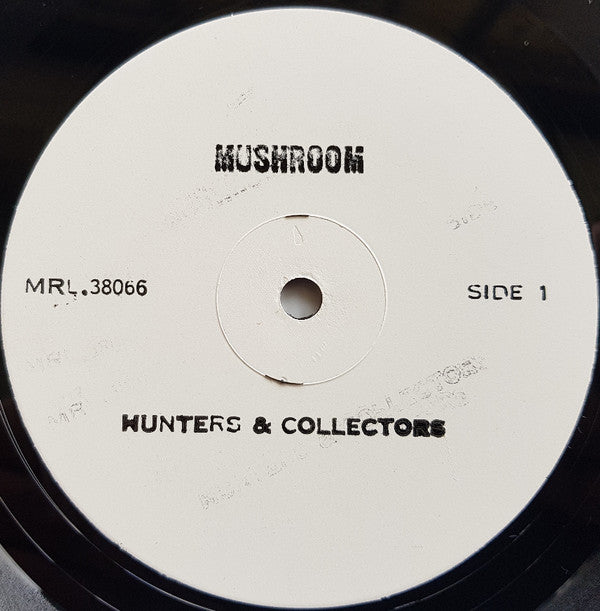 MUSHROOM
MRL.38066
SIDE 1
HUNTERS & COLLECTORS